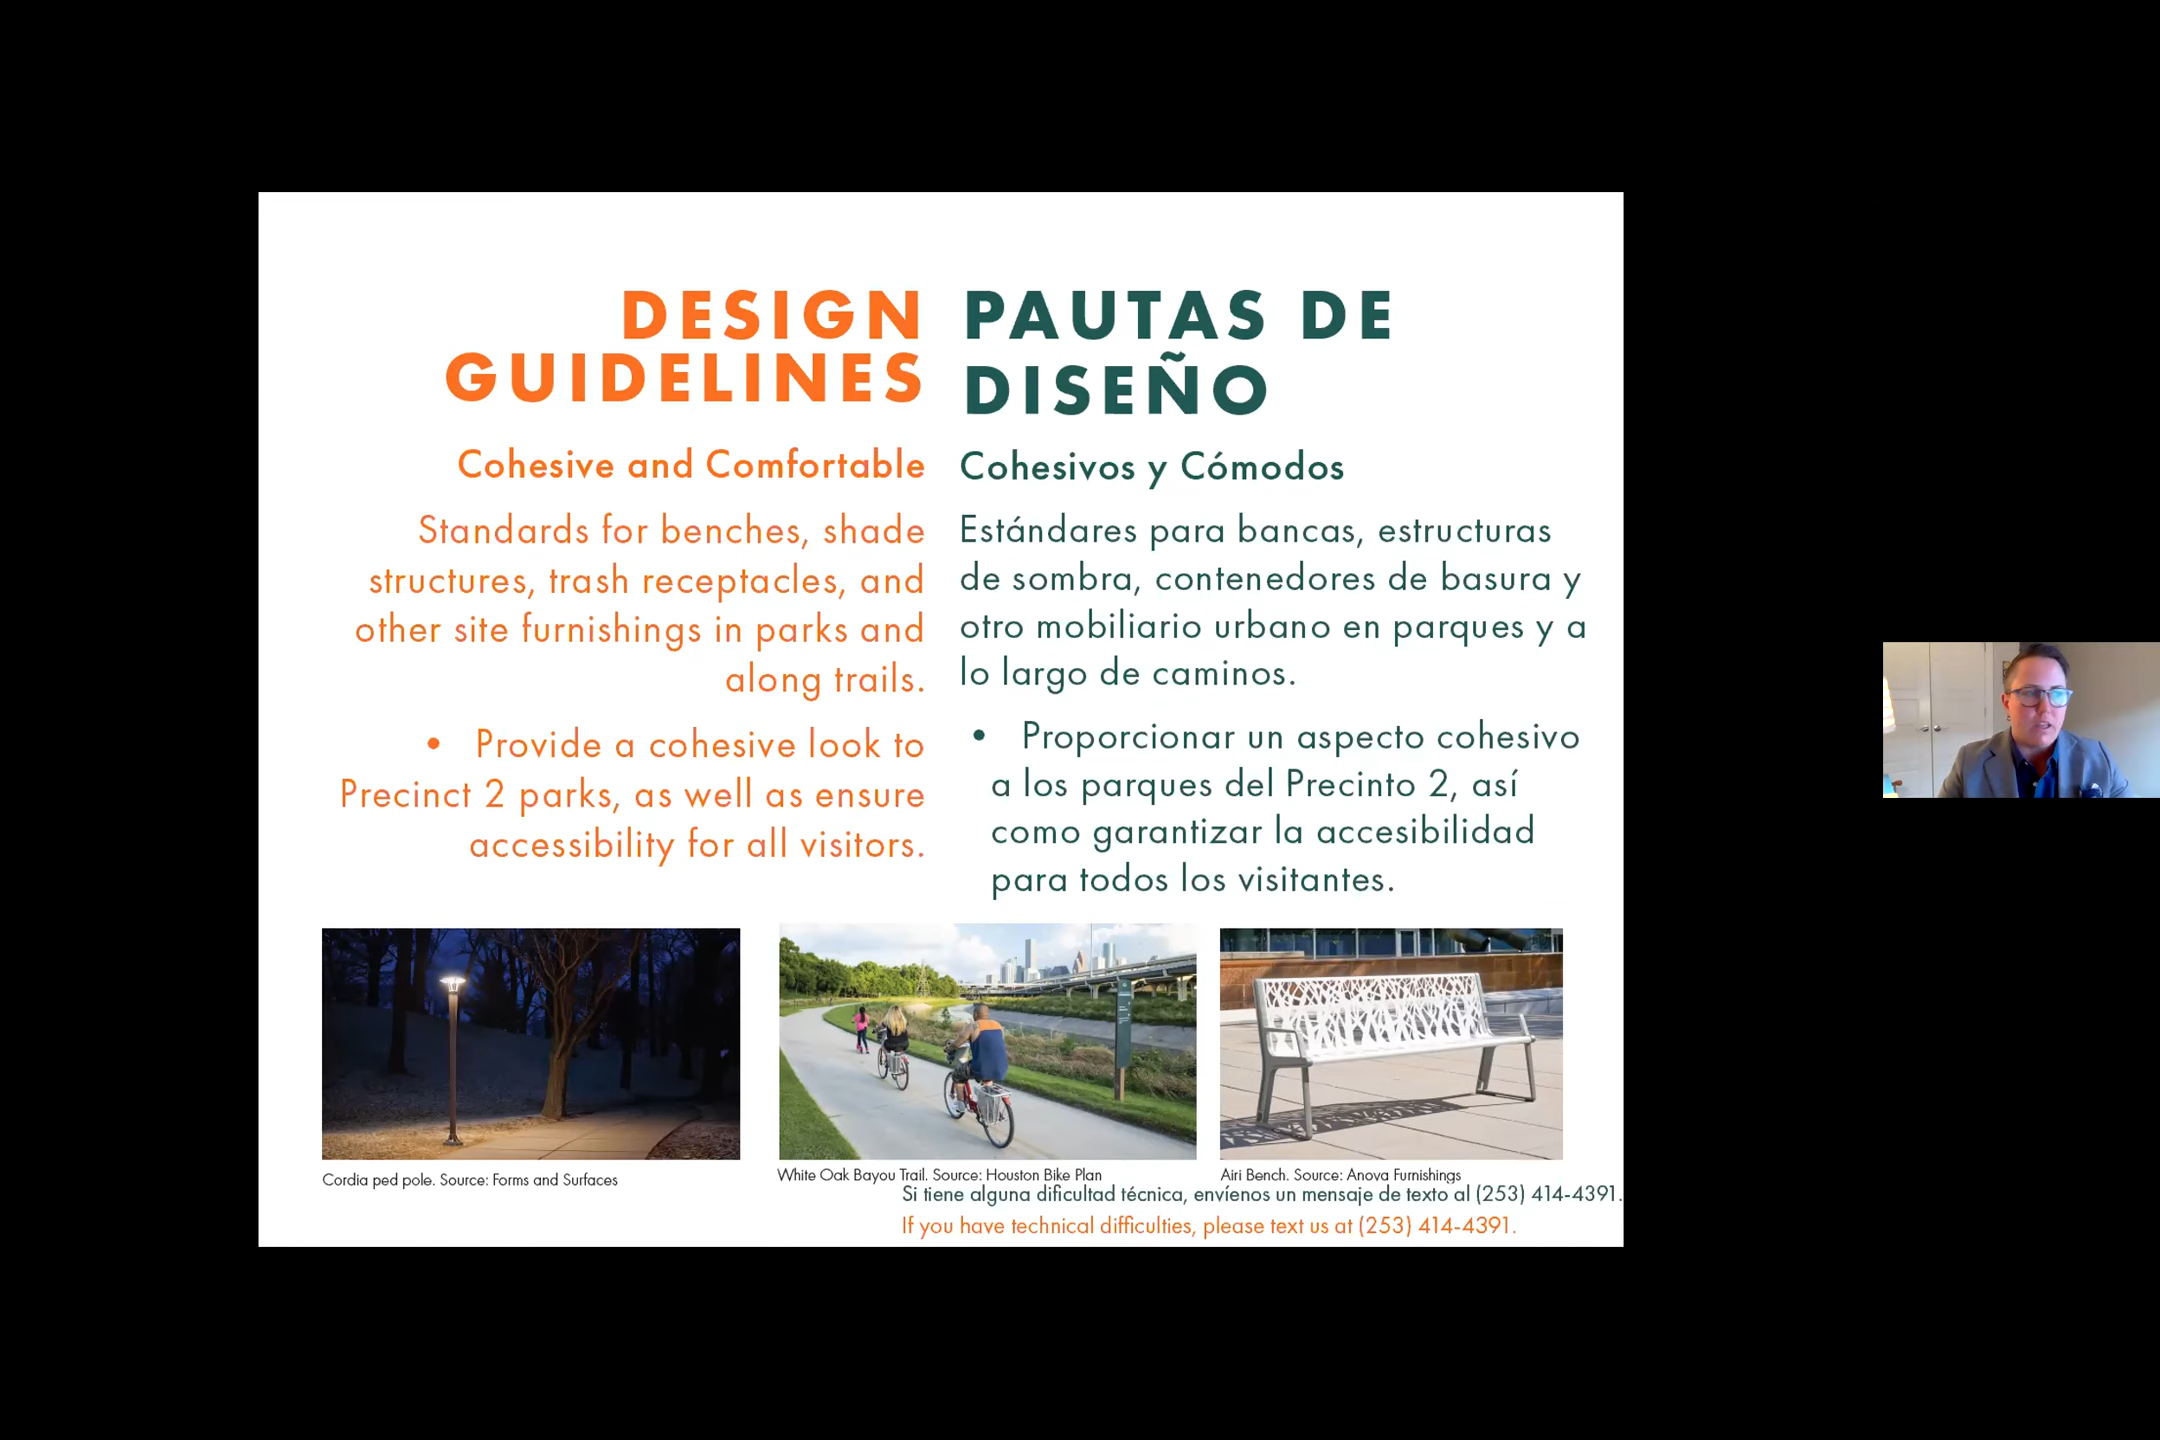 DESIGN
GUIDELINES
Cohesive and Comfortable
Standards for benches, shade
structures, trash receptacles, and
other site furnishings in parks and
along trails.
• Provide a cohesive look to
Precinct 2 parks, as well as ensure
accessibility for all visitors.
PAUTAS DE
DISEÑO
Cohesivos y Cómodos
Estándares para bancas, estructuras
de sombra, contenedores de basura y
otro mobiliario urbano en parques y a
lo largo de caminos.
• Proporcionar un aspecto cohesivo
a los parques del Precinto 2, así
como garantizar la accesibilidad
para todos los visitantes.
Cordia ped pole. Source: Forms and Surfaces
White Oak Bayou Trail. Source: Houston Bike Plan
Airi Bench. Source: Anova Furnishings
Si tiene alguna dificultad técnica, envíenos un mensaje de texto al (253) 414-4391.
If you have technical difficulties, please text us at (253) 414-4391.